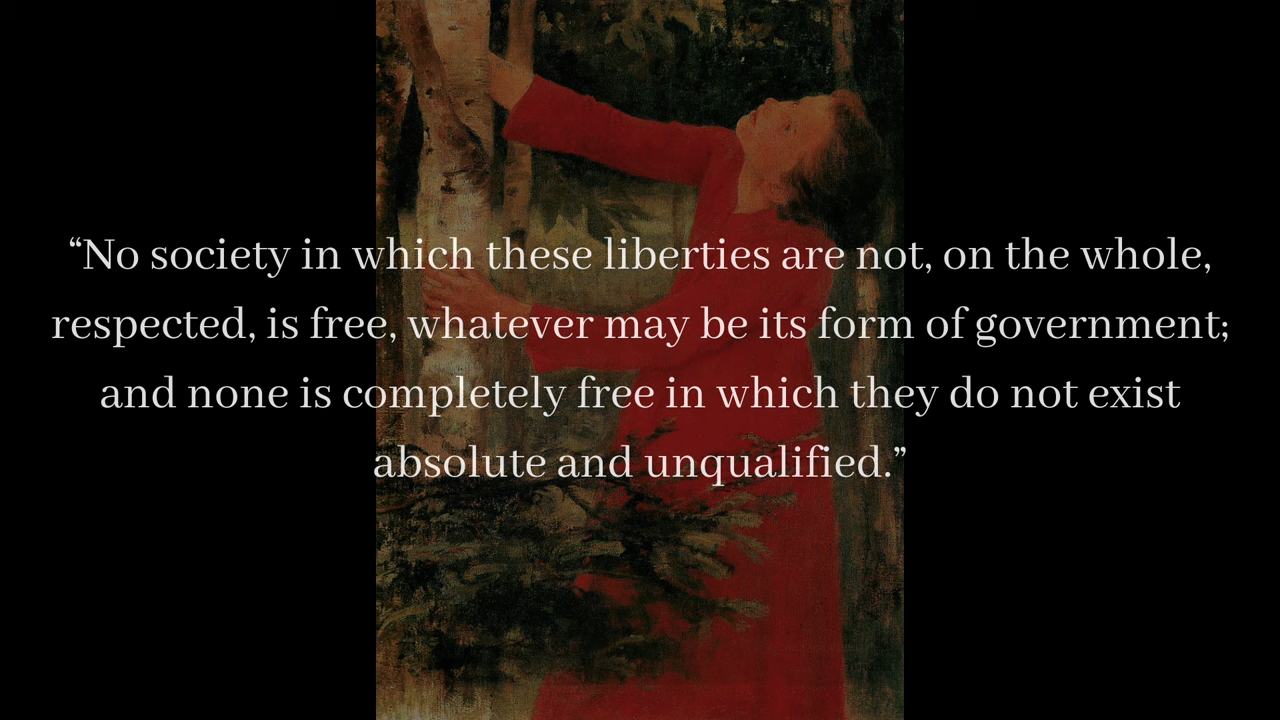 “No society in which these liberties are not, on the whole,
respected, is free, whatever may be its form of government;
and none is completely free in which they do not exist
absolute and unqualified.”